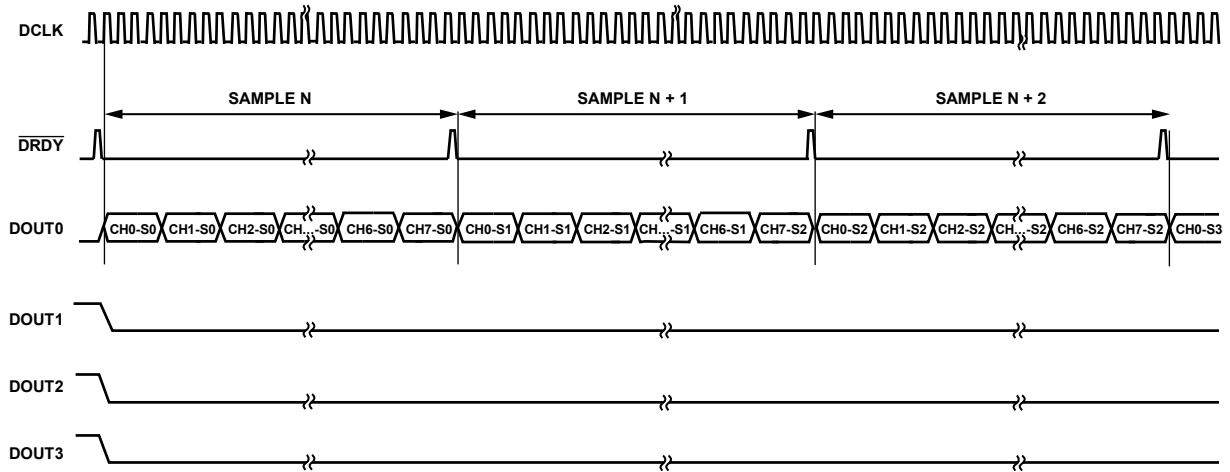 DCLK
SAMPLE N SAMPLE N + 1 SAMPLE N + 2
DRDY
DOUT0 CH0-S0 CH1-S0 CH2-S0 CH...-S0 CH6-S0 CH7-S0 CH0-S1 CH1-S1 CH2-S1 CH...-S1 CH6-S1 CH7-S2 CH0-S2 CH1-S2 CH2-S2 CH...-S2 CH6-S2 CH7-S2 CH0-S3
DOUT1
DOUT2
DOUT3